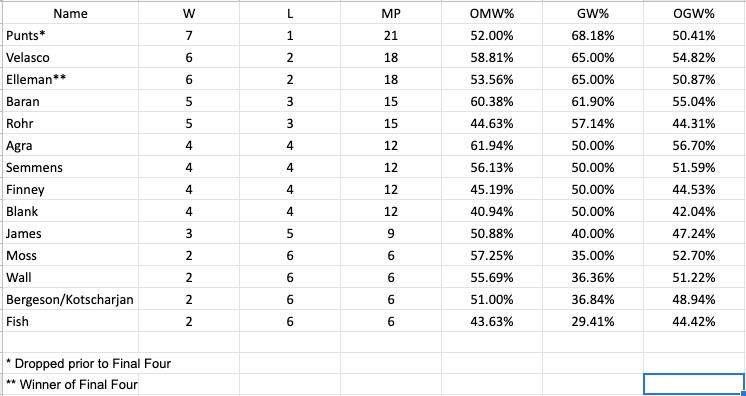 Name W L MP OMW% GW% OGW%
Punts* 7 1 21 52.00% 68.18% 50.41%
Velasco 6 2 18 58.81% 65.00% 54.82%
Elleman** 6 2 18 53.56% 65.00% 50.87%
Baran 5 3 15 60.38% 61.90% 55.04%
Rohr 5 3 15 44.63% 57.14% 44.31%
Agra 4 4 12 61.94% 50.00% 56.70%
Semmens 4 4 12 56.13% 50.00% 51.59%
Finney 4 4 12 45.19% 50.00% 44.53%
Blank 4 4 12 40.94% 50.00% 42.04%
James 3 5 9 50.88% 40.00% 47.24%
Moss 2 6 6 57.25% 35.00% 52.70%
Wall 2 6 6 55.69% 36.36% 51.22%
Bergeson/Kotscharjan 2 6 6 51.00% 36.84% 48.94%
Fish 2 6 6 43.63% 29.41% 44.42%
* Dropped prior to Final Four
** Winner of Final Four